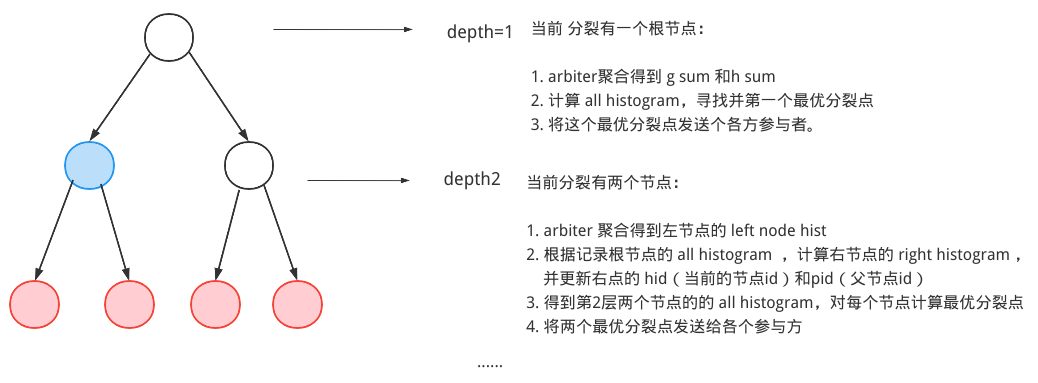 depth=1 当前 分裂有一个根节点：
1. arbiter聚合得到 g sum 和h sum
2. 计算 all histogram，寻找并第一个最优分裂点
3. 将这个最优分裂点发送个各方参与者。
depth2 当前分裂有两个节点：
1. arbiter 聚合得到左节点的 left node hist
2. 根据记录根节点的 all histogram ，计算右节点的 right histogram ，
并更新右点的 hid（当前的节点id）和pid（父节点id）
3. 得到第2层两个节点的的 all histogram，对每个节点计算最优分裂点
4. 将两个最优分裂点发送给各个参与方
......